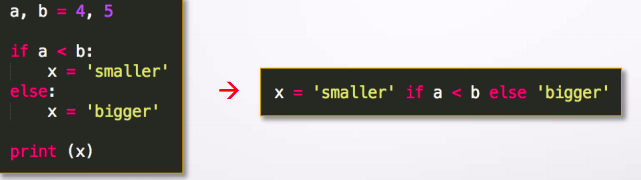 a, b = 4, 5
if a < b:
    x = 'smaller'
else:
    x = 'bigger'
print (x)
→
x = 'smaller' if a < b else 'bigger'